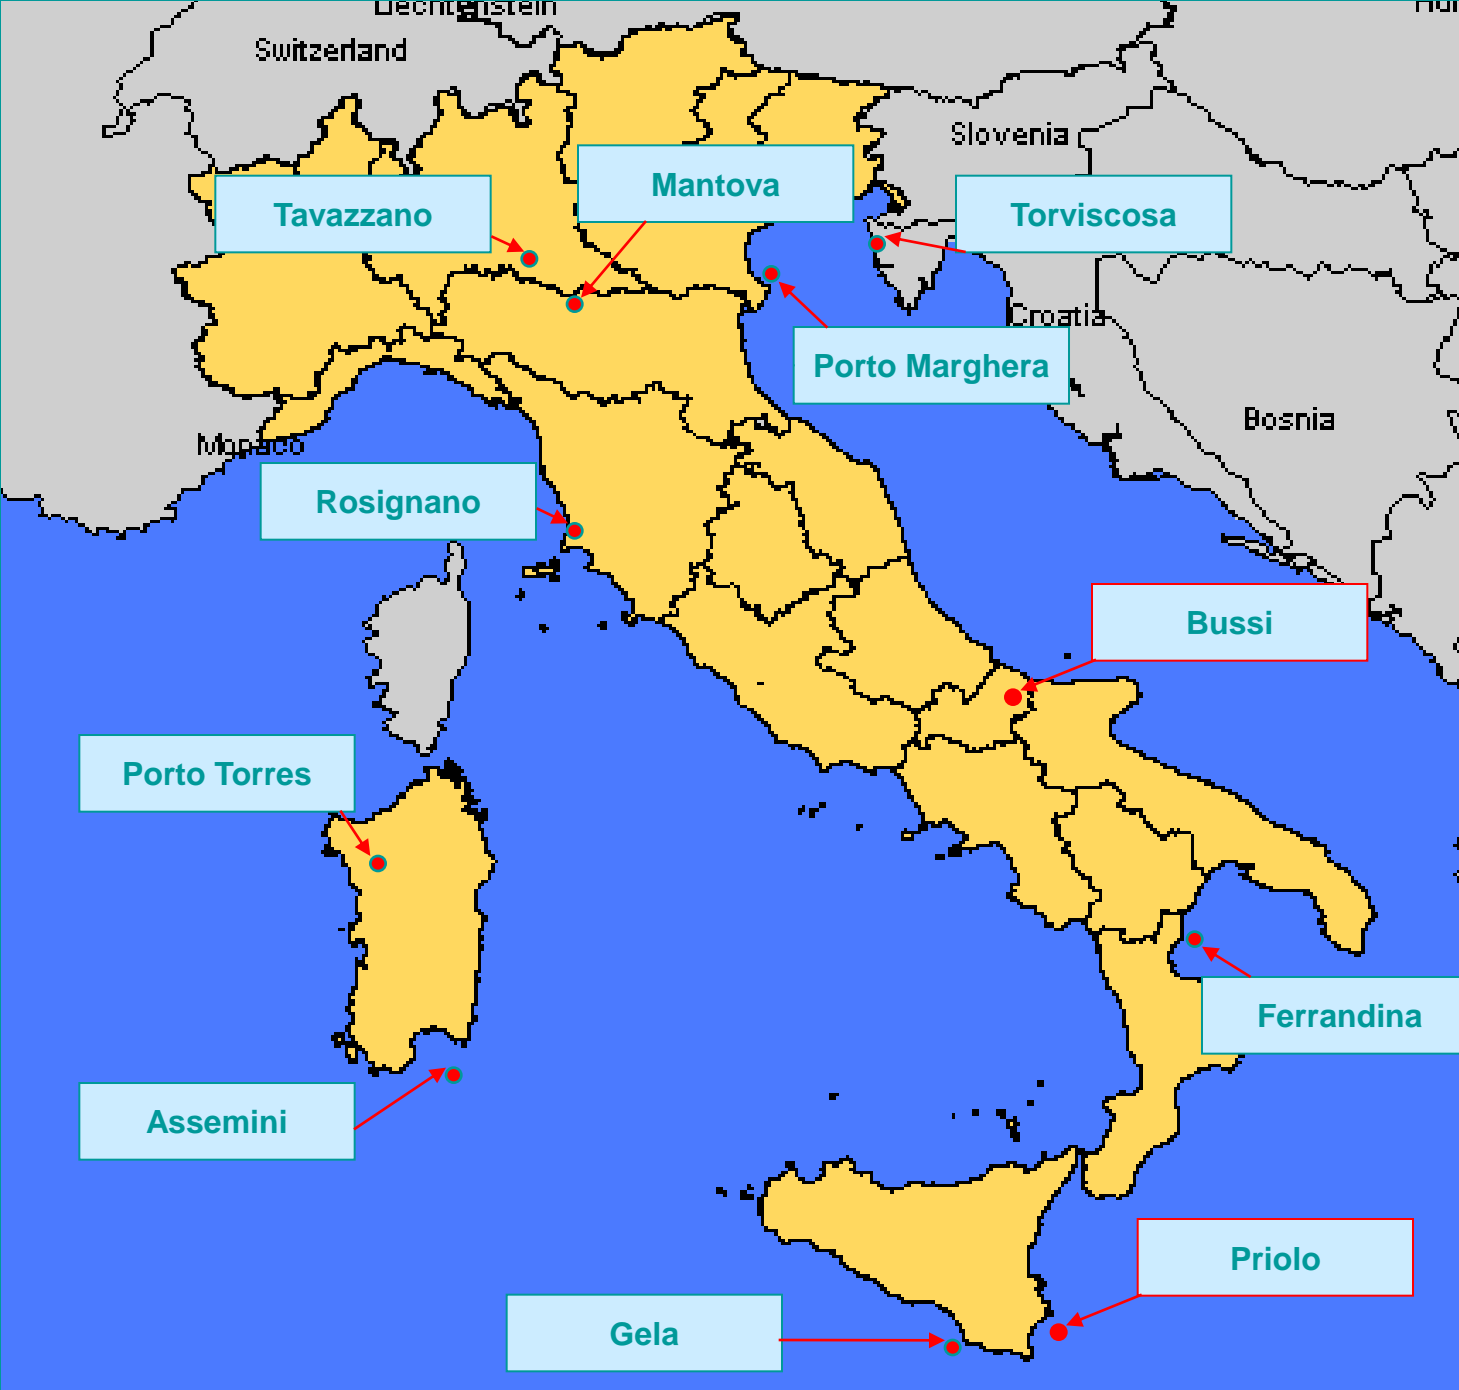 Liechtenstein
Switzerland
Slovenia
Mantova
Tavazzano
Torviscosa
Croatia
Porto Marghera
Bosnia
Monaco
Rosignano
Bussi
Porto Torres
Ferrandina
Assemini
Priolo
Gela